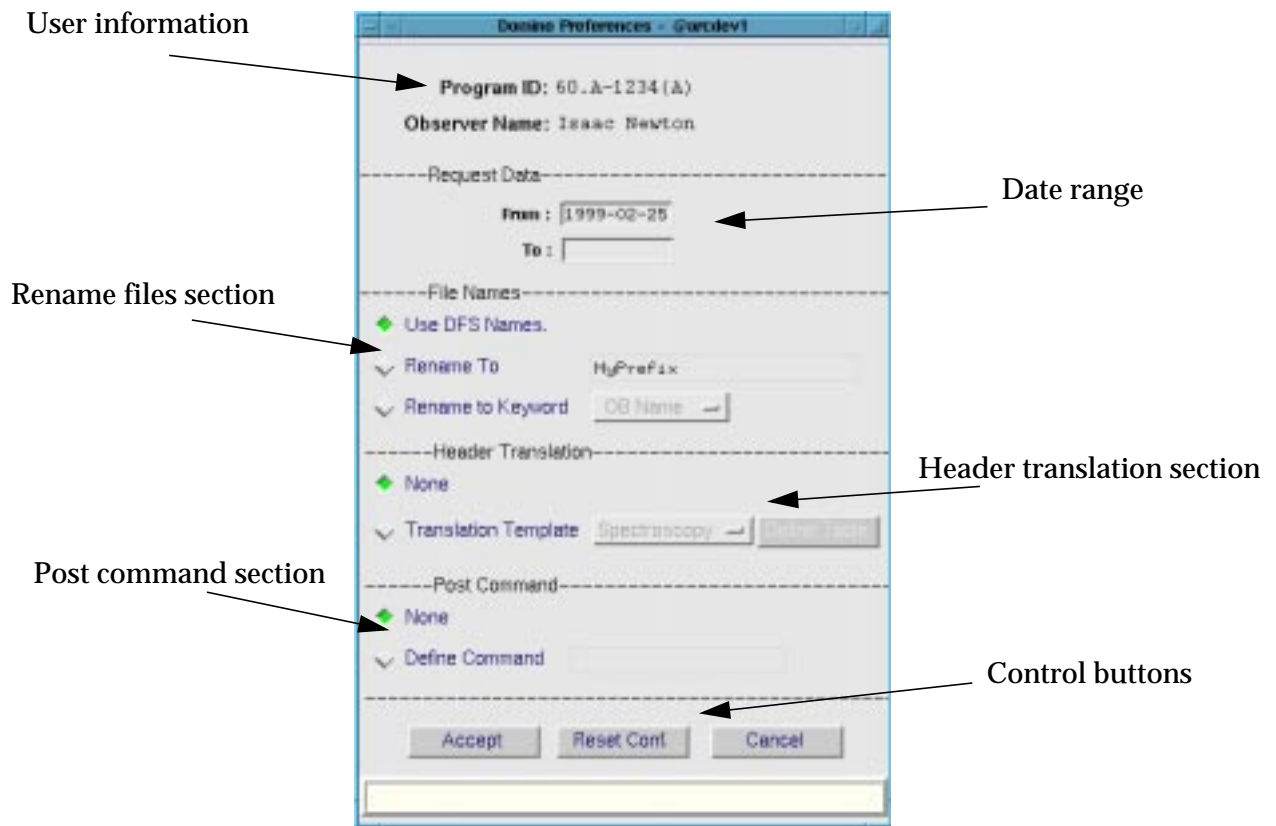 User information
Domino Preferences -
Program ID: 60.A-1234(A)
Observer Name: Isaac Newton
Request Data
Date range
From : 1999-02-25
To :
Rename files section
File Names
Use DFS Names.
Rename To MyPrefix
Rename to Keyword OB Name
Header Translation
Header translation section
None
Translation Template Spectroscopy
Post command section
Post Command
None
Define Command
Control buttons
Accept Reset Conf. Cancel